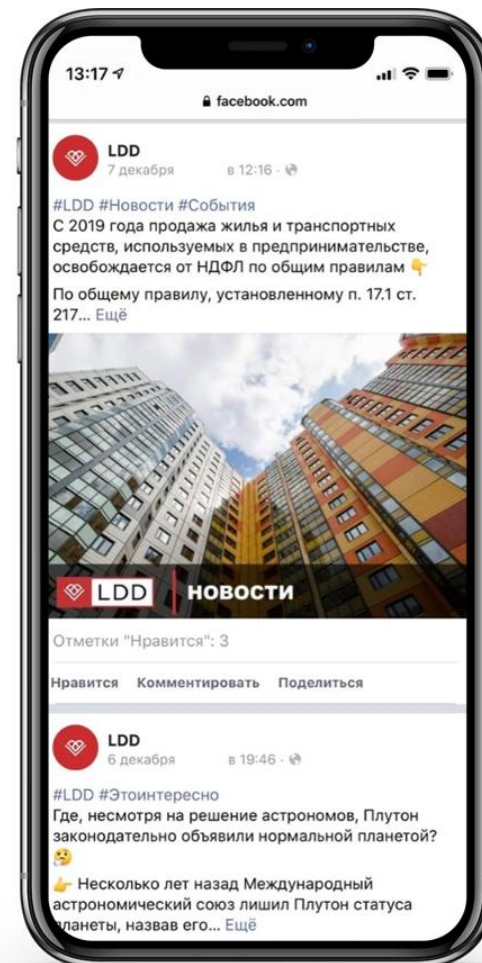 13:17
facebook.com
LDD
7 декабря в 12:16
#LDD #Новости #События
С 2019 года продажа жилья и транспортных
средств, используемых в предпринимательстве,
освобождается от НДФЛ по общим правилам 👇
По общему правилу, установленному п. 17.1 ст.
217... Ещё
LDD НОВОСТИ
Отметки "Нравится": 3
Нравится Комментировать Поделиться
LDD
6 декабря в 19:46
#LDD #Этоинтересно
Где, несмотря на решение астрономов, Плутон
законодательно объявили нормальной планетой?
🤔
👉 Несколько лет назад Международный
астрономический союз лишил Плутон статуса
планеты, назвав его... Ещё